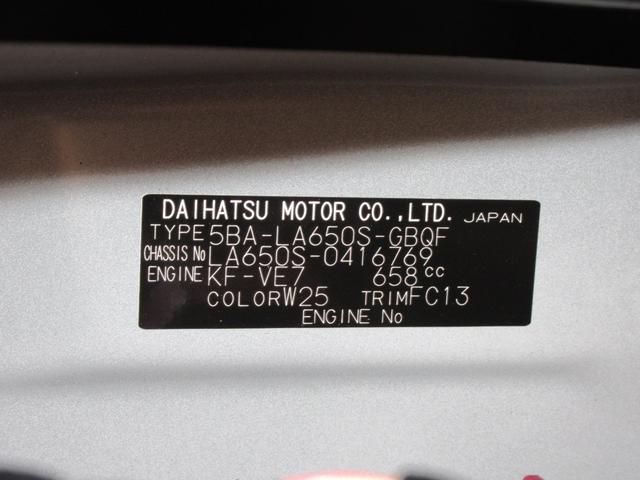 DAIHATSU MOTOR CO.,LTD. JAPAN
TYPE 5BA-LA650S-GBQF
CHASSIS No LA650S-0416769
ENGINE KF-VE7 658cc
COLOR W25 TRIM FC13
ENGINE No